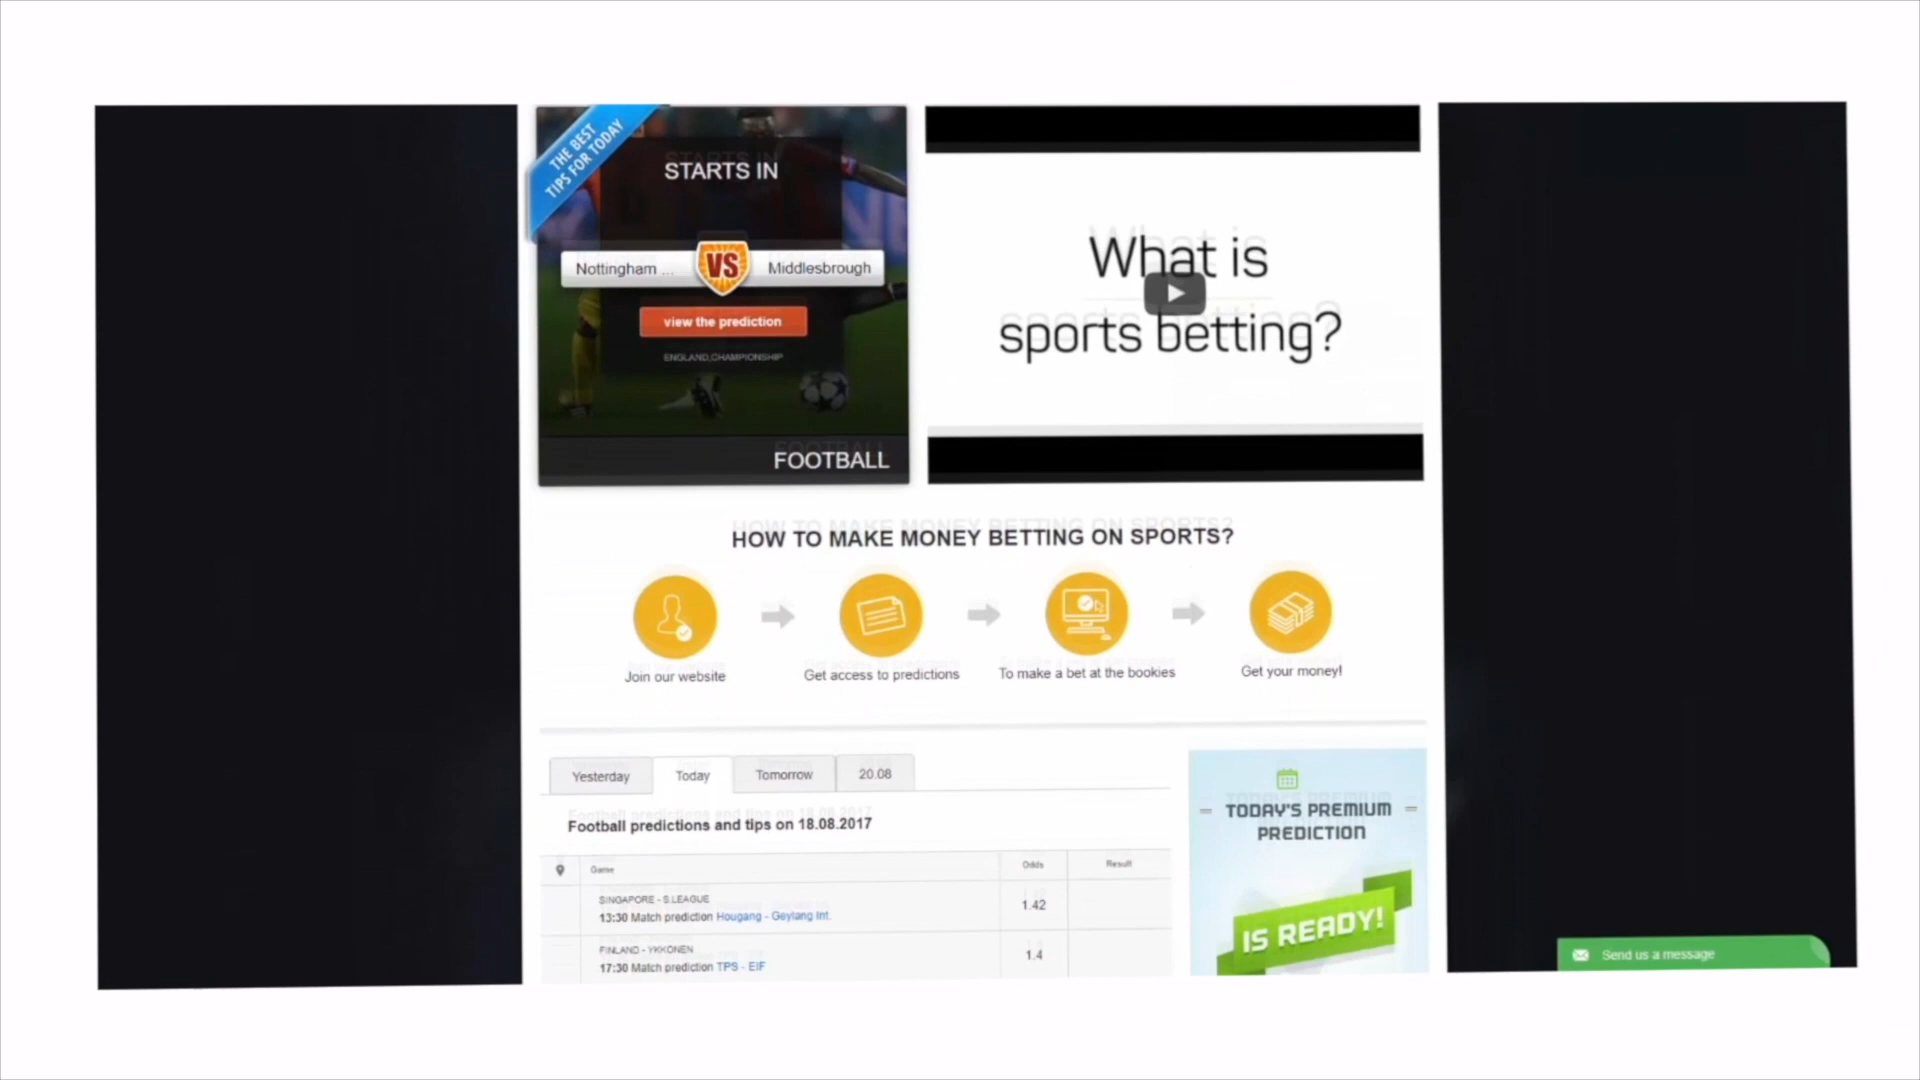 THE BEST
TIPS FOR TODAY
STARTS IN
Nottingham ...
VS
Middlesbrough
view the prediction
ENGLAND,CHAMPIONSHIP
FOOTBALL
What is
sports betting?
HOW TO MAKE MONEY BETTING ON SPORTS?
Join our website
Get access to predictions
To make a bet at the bookies
Get your money!
Yesterday
Today
Tomorrow
20.08
Football predictions and tips on 18.08.2017
Game
Odds
Result
SINGAPORE - S.LEAGUE
13:30 Match prediction Hougang - Geylang Int.
1.42
FINLAND - YKKONEN
17:30 Match prediction TPS - EIF
1.4
TODAY'S PREMIUM
PREDICTION
IS READY!
Send us a message